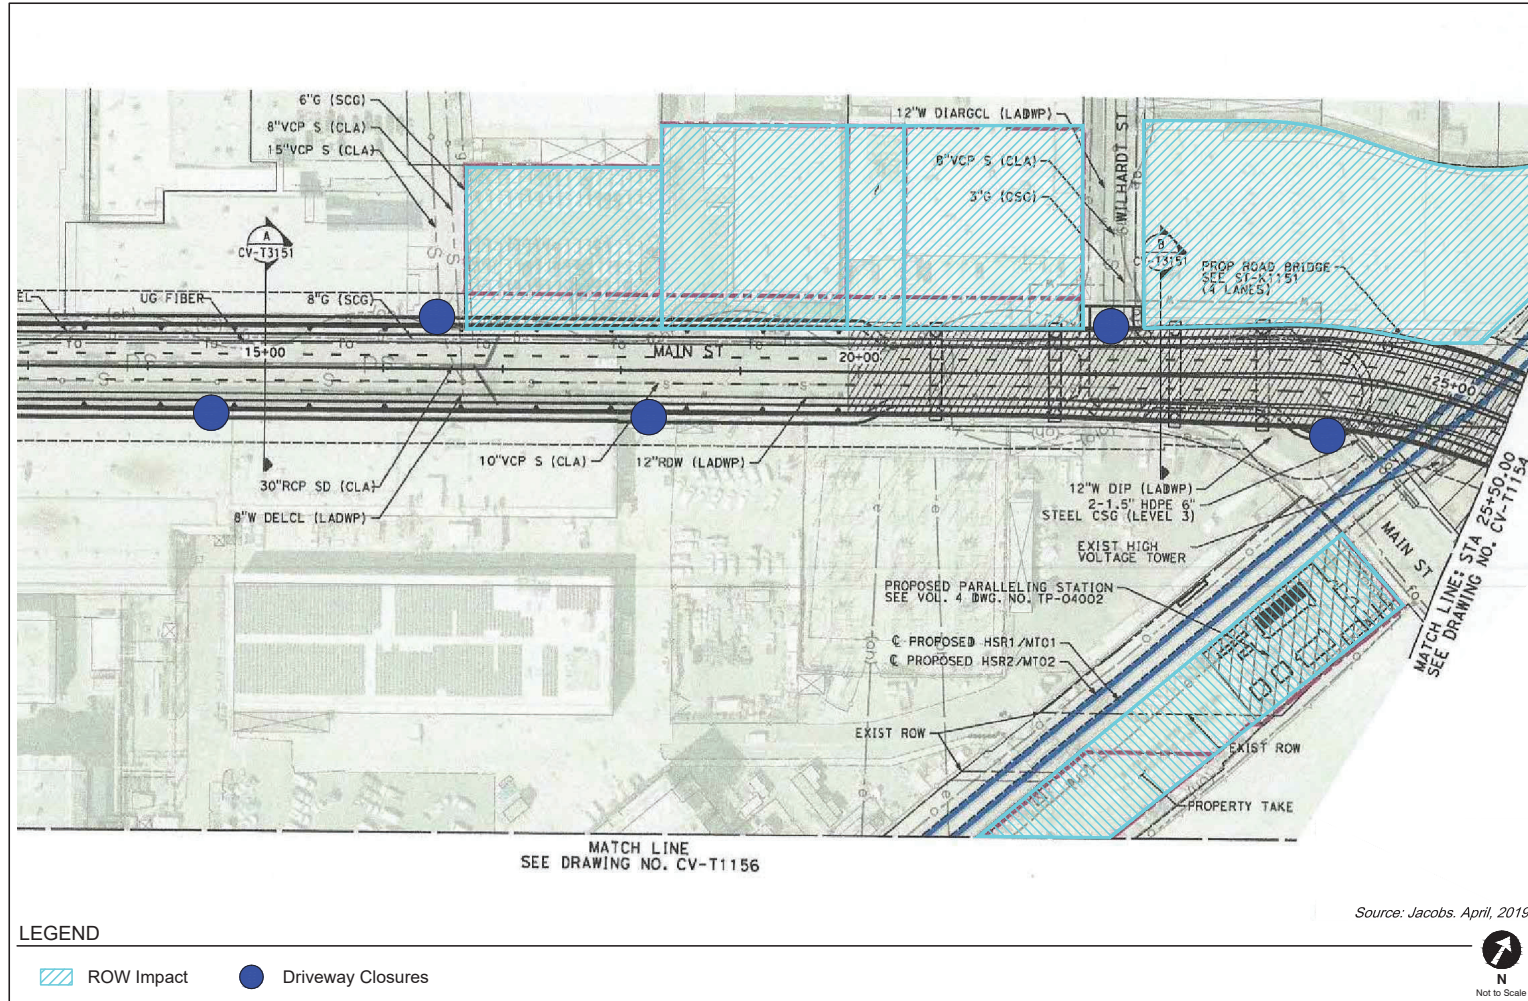 6"G (SCG)
8"VCP S (CLA)
15"VCP S (CLA)
12"W DIARGCL (LADWP)
8"VCP S (CLA)
3"G (CSG)
WILHARDT ST
A
CV-T3151
B
CV-T3151
PROP ROAD BRIDGE
SEE ST-K1151
(4 LANES)
EL
UG FIBER
8"G (SCG)
15+00
MAIN ST
20+00
25+00
10"VCP S (CLA)
12"RDW (LADWP)
30"RCP SD (CLA)
8"W DELCL (LADWP)
12"W DIP (LADWP)
2-1.5" HDPE 6"
STEEL CSG (LEVEL 3)
EXIST HIGH
VOLTAGE TOWER
MAIN ST
MATCH LINE: STA 25+50.00
SEE DRAWING NO. CV-T1154
PROPOSED PARALLELING STATION
SEE VOL. 4 DWG. NO. TP-04002
℄ PROPOSED HSR1/MT01
℄ PROPOSED HSR2/MT02
EXIST ROW
EXIST ROW
PROPERTY TAKE
MATCH LINE
SEE DRAWING NO. CV-T1156
Source: Jacobs. April, 2019
LEGEND
ROW Impact
Driveway Closures
N
Not to Scale